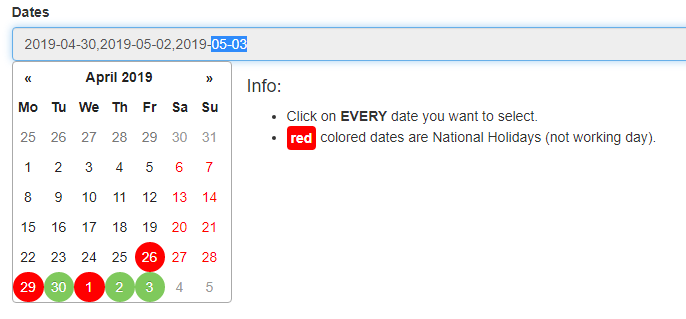 Dates
2019-04-30,2019-05-02,2019-05-03
« April 2019 »
Mo Tu We Th Fr Sa Su
25 26 27 28 29 30 31
1 2 3 4 5 6 7
8 9 10 11 12 13 14
15 16 17 18 19 20 21
22 23 24 25 26 27 28
29 30 1 2 3 4 5
Info:
Click on EVERY date you want to select.
red colored dates are National Holidays (not working day).